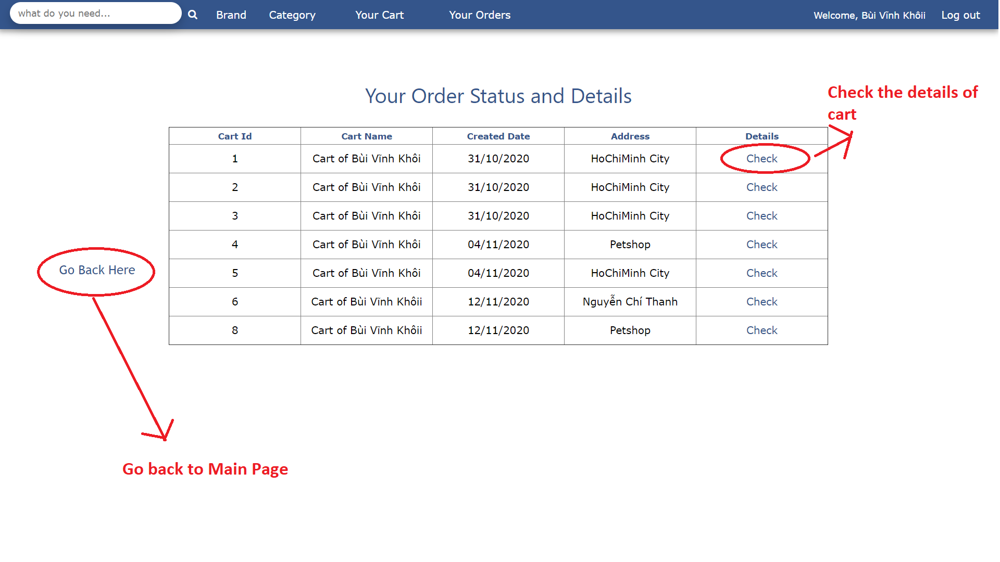 what do you need...
Brand
Category
Your Cart
Your Orders
Welcome, Bùi Vĩnh Khôii
Log out
Your Order Status and Details
Check the details of
cart
Cart Id Cart Name Created Date Address Details
1 Cart of Bùi Vĩnh Khôi 31/10/2020 HoChiMinh City Check
2 Cart of Bùi Vĩnh Khôi 31/10/2020 HoChiMinh City Check
3 Cart of Bùi Vĩnh Khôi 31/10/2020 HoChiMinh City Check
4 Cart of Bùi Vĩnh Khôi 04/11/2020 Petshop Check
5 Cart of Bùi Vĩnh Khôi 04/11/2020 HoChiMinh City Check
6 Cart of Bùi Vĩnh Khôii 12/11/2020 Nguyễn Chí Thanh Check
8 Cart of Bùi Vĩnh Khôii 12/11/2020 Petshop Check
Go Back Here
Go back to Main Page